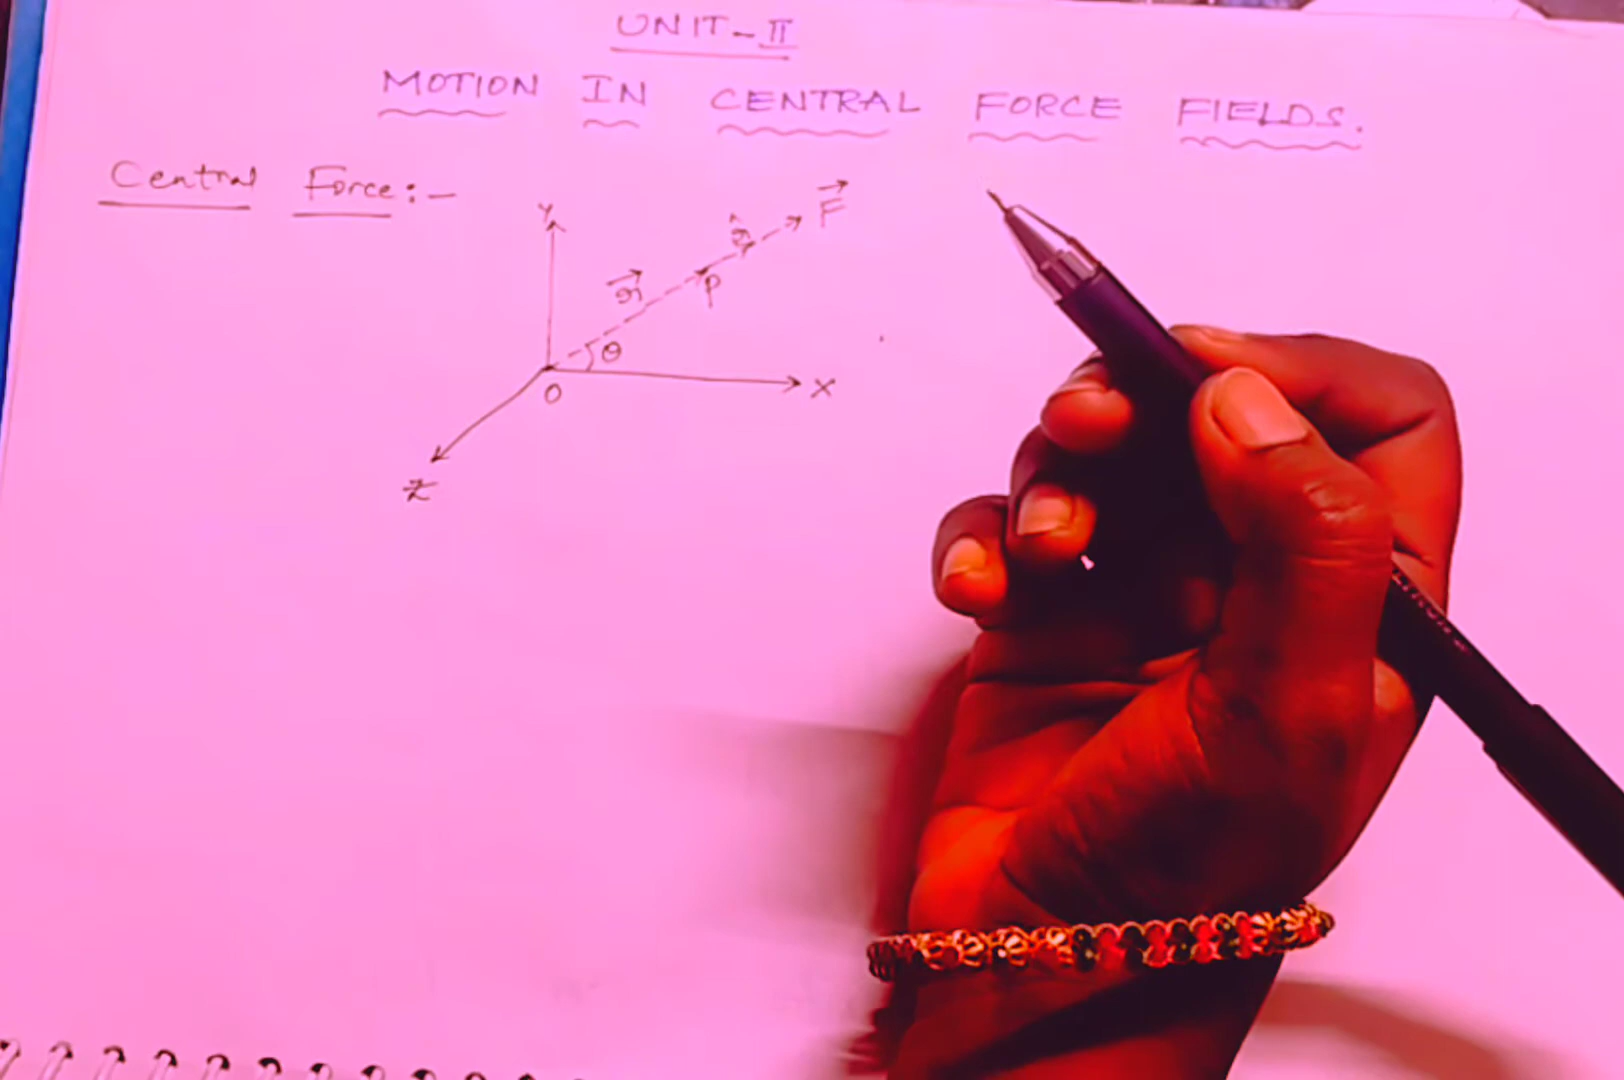 UNIT-II
MOTION IN CENTRAL FORCE FIELDS.
Central Force:-
Y
F
r̂
r
P
θ
O
X
Z